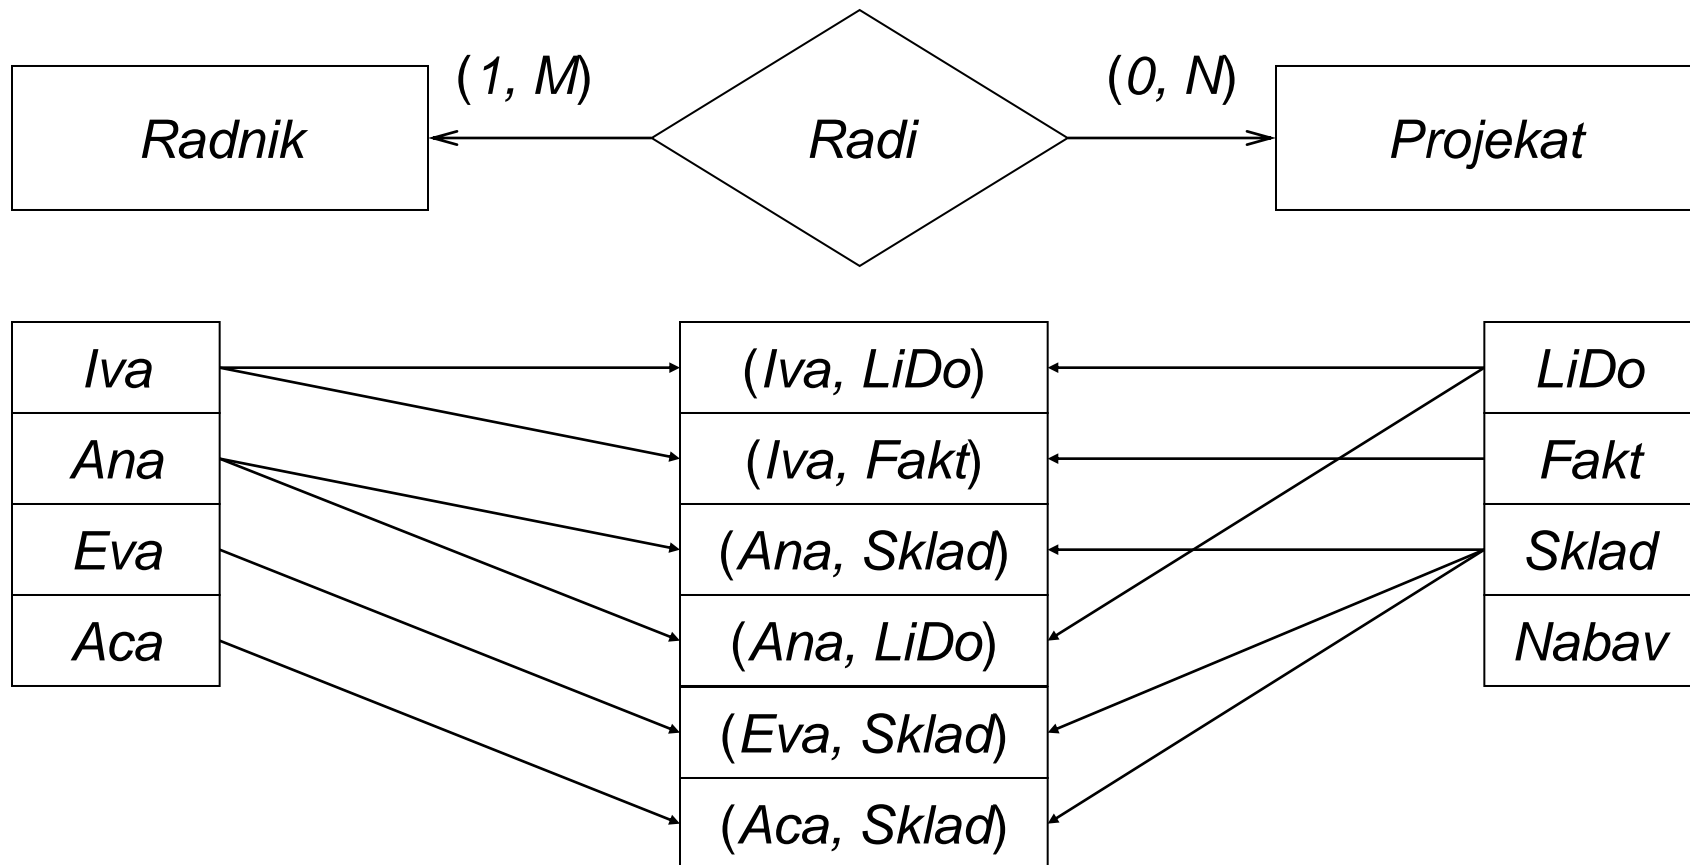 (1, M) (0, N)
Radnik Radi Projekat
Iva (Iva, LiDo) LiDo
Ana (Iva, Fakt) Fakt
Eva (Ana, Sklad) Sklad
Aca (Ana, LiDo) Nabav
(Eva, Sklad)
(Aca, Sklad)